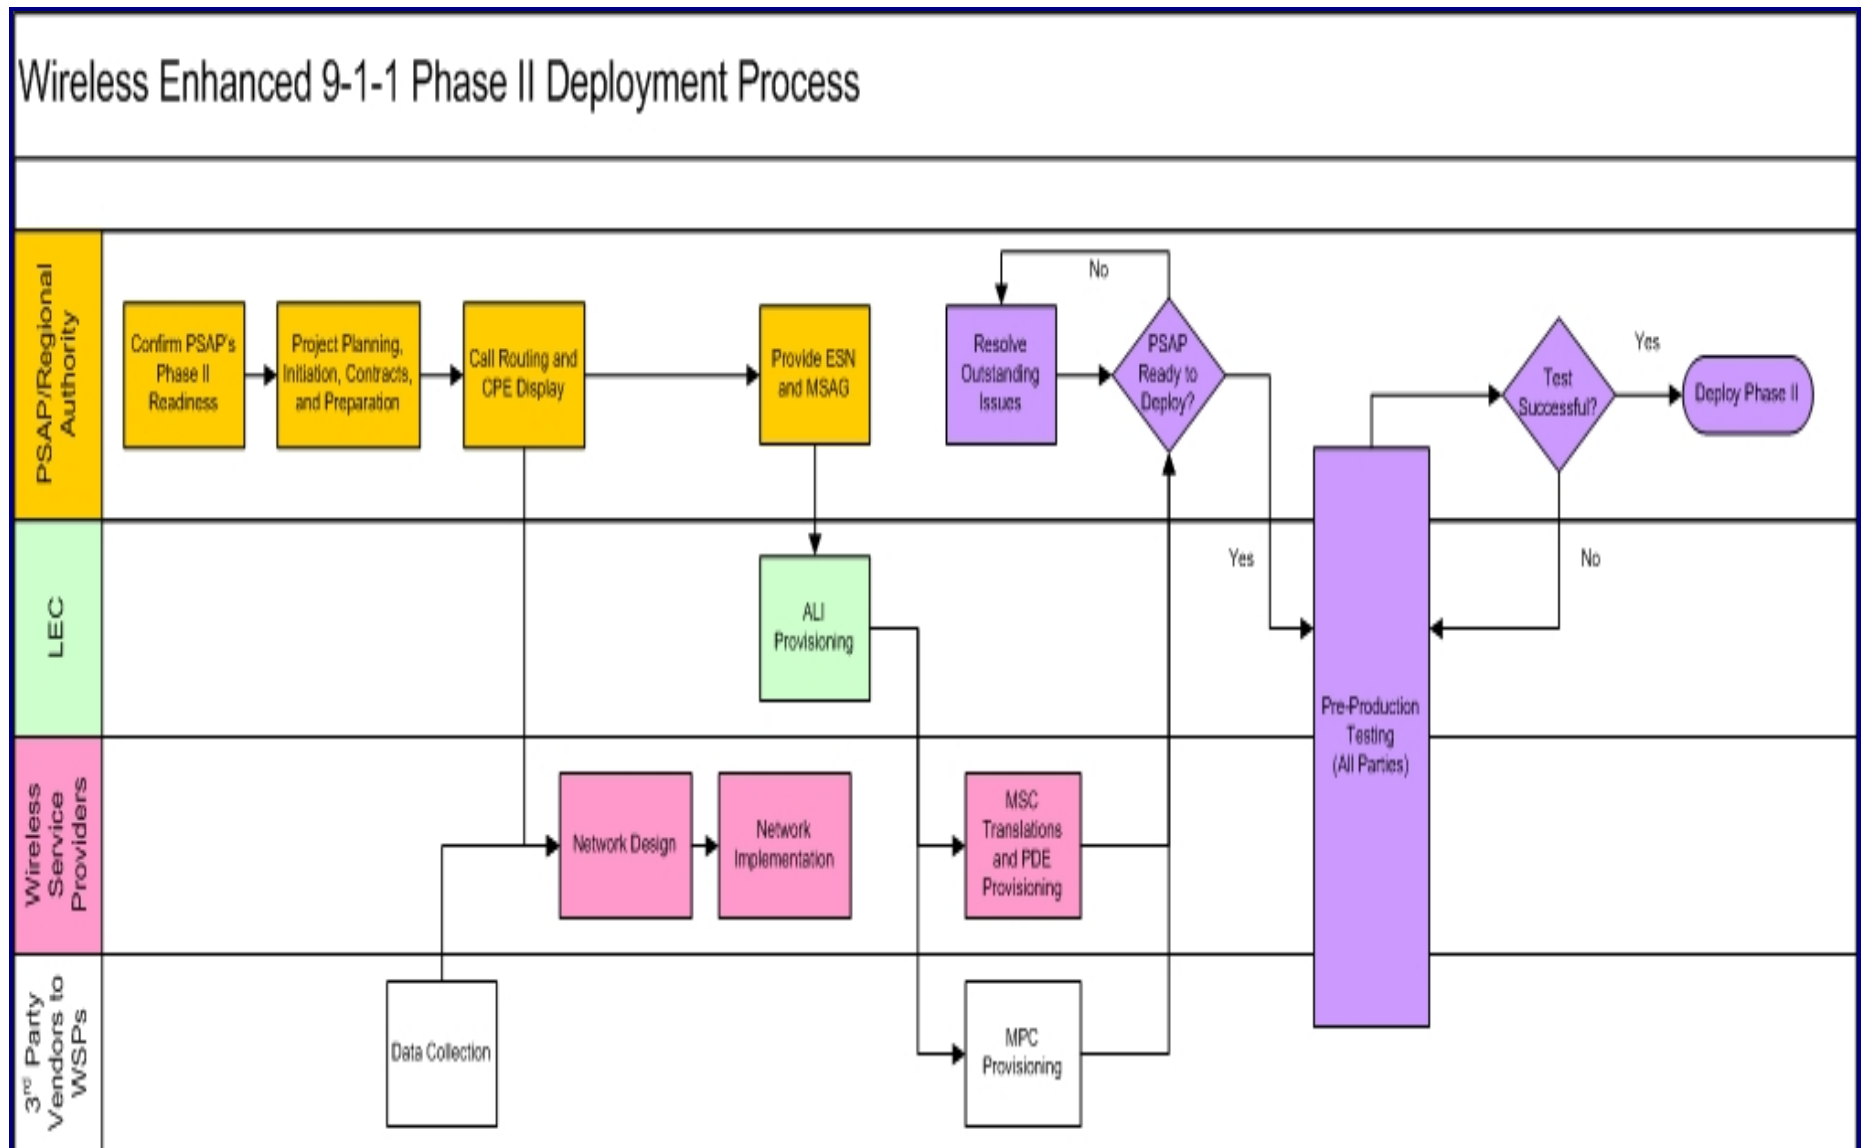 Wireless Enhanced 9-1-1 Phase II Deployment Process
PSAP/Regional
Authority
Confirm PSAP's
Phase II
Readiness
Project Planning,
Initiation, Contracts,
and Preparation
Call Routing and
CPE Display
Provide ESN
and MSAG
Resolve
Outstanding
Issues
No
PSAP
Ready to
Deploy?
Test
Successful?
Yes
Deploy Phase II
LEC
ALI
Provisioning
Yes
No
Pre-Production
Testing
(All Parties)
Wireless
Service
Providers
Network Design
Network
Implementation
MSC
Translations
and PDE
Provisioning
3rd Party
Vendors to
WSPs
Data Collection
MPC
Provisioning